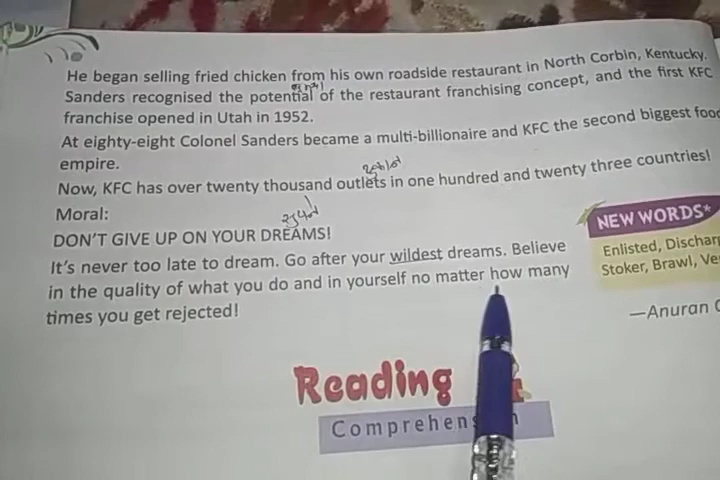 He began selling fried chicken from his own roadside restaurant in North Corbin, Kentucky.
Sanders recognised the potential of the restaurant franchising concept, and the first KFC
franchise opened in Utah in 1952.
At eighty-eight Colonel Sanders became a multi-billionaire and KFC the second biggest food
empire.
Now, KFC has over twenty thousand outlets in one hundred and twenty three countries!
Moral:
DON'T GIVE UP ON YOUR DREAMS!
It's never too late to dream. Go after your wildest dreams. Believe
in the quality of what you do and in yourself no matter how many
times you get rejected!
NEW WORDS*
Enlisted, Dischar
Stoker, Brawl, Ve
—Anuran
Reading
Comprehen